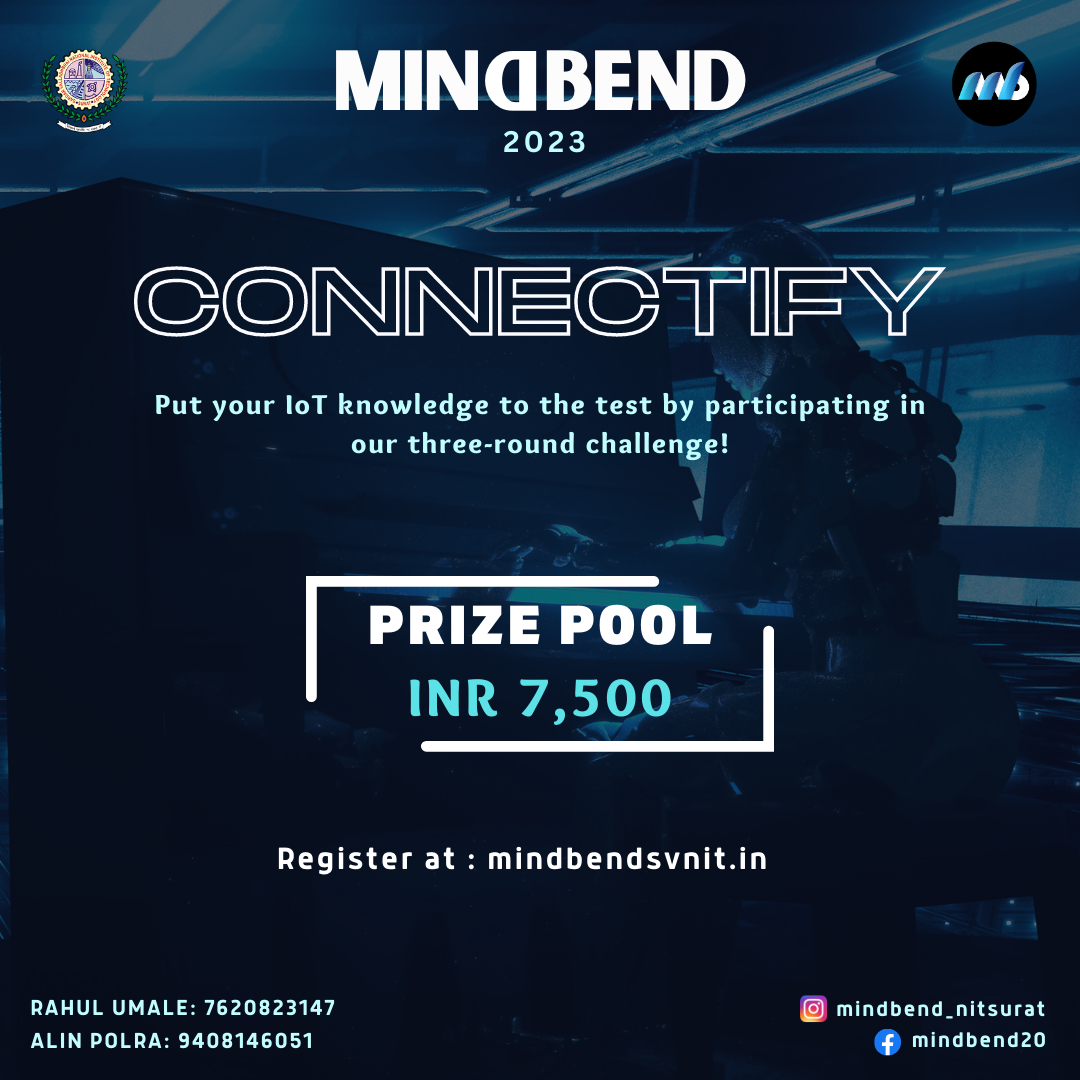 MINDBEND
2023
CONNECTIFY
Put your IoT knowledge to the test by participating in
our three-round challenge!
PRIZE POOL
INR 7,500
Register at : mindbendsvnit.in
RAHUL UMALE: 7620823147
ALIN POLRA: 9408146051
mindbend_nitsurat
mindbend20
mb